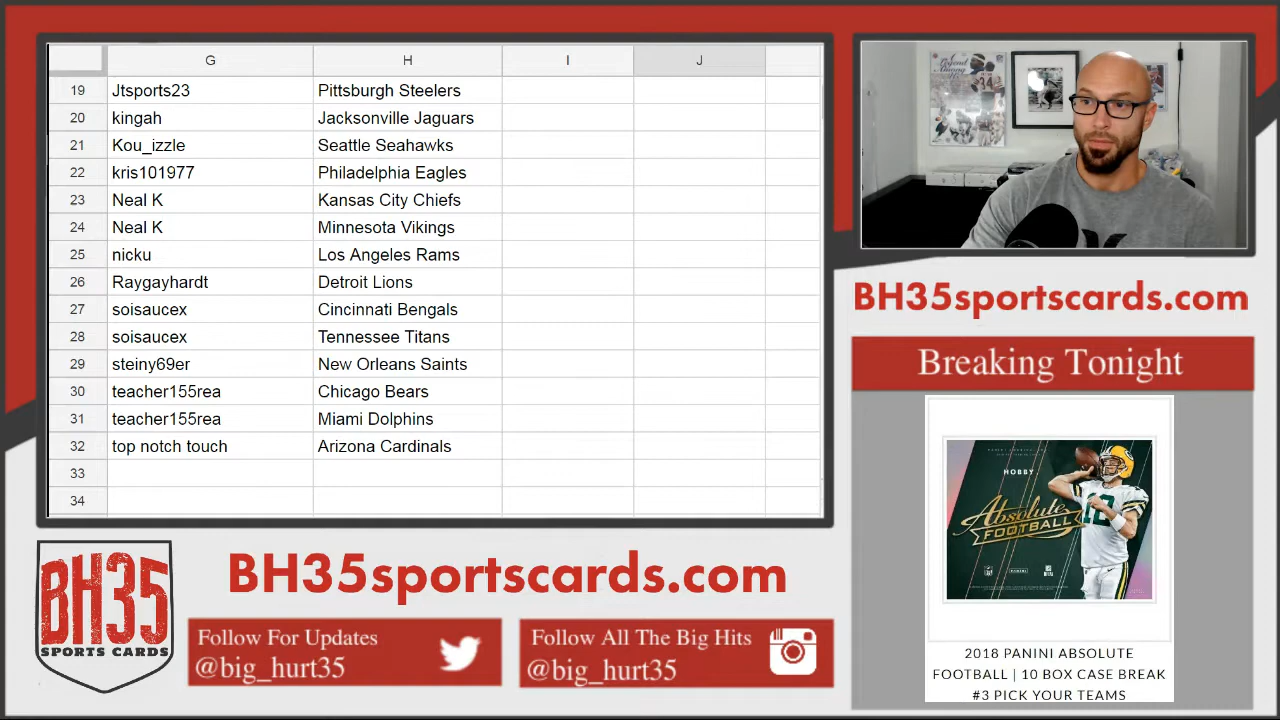 G H I J
19 Jtsports23 Pittsburgh Steelers
20 kingah Jacksonville Jaguars
21 Kou_izzle Seattle Seahawks
22 kris101977 Philadelphia Eagles
23 Neal K Kansas City Chiefs
24 Neal K Minnesota Vikings
25 nicku Los Angeles Rams
26 Raygayhardt Detroit Lions
27 soisaucex Cincinnati Bengals
28 soisaucex Tennessee Titans
29 steiny69er New Orleans Saints
30 teacher155rea Chicago Bears
31 teacher155rea Miami Dolphins
32 top notch touch Arizona Cardinals
33
34
BH35sportscards.com
Breaking Tonight
HOBBY
Absolute
FOOTBALL
2018 PANINI ABSOLUTE
FOOTBALL | 10 BOX CASE BREAK
#3 PICK YOUR TEAMS
BH35
SPORTS CARDS
BH35sportscards.com
Follow For Updates
@big_hurt35
Follow All The Big Hits
@big_hurt35